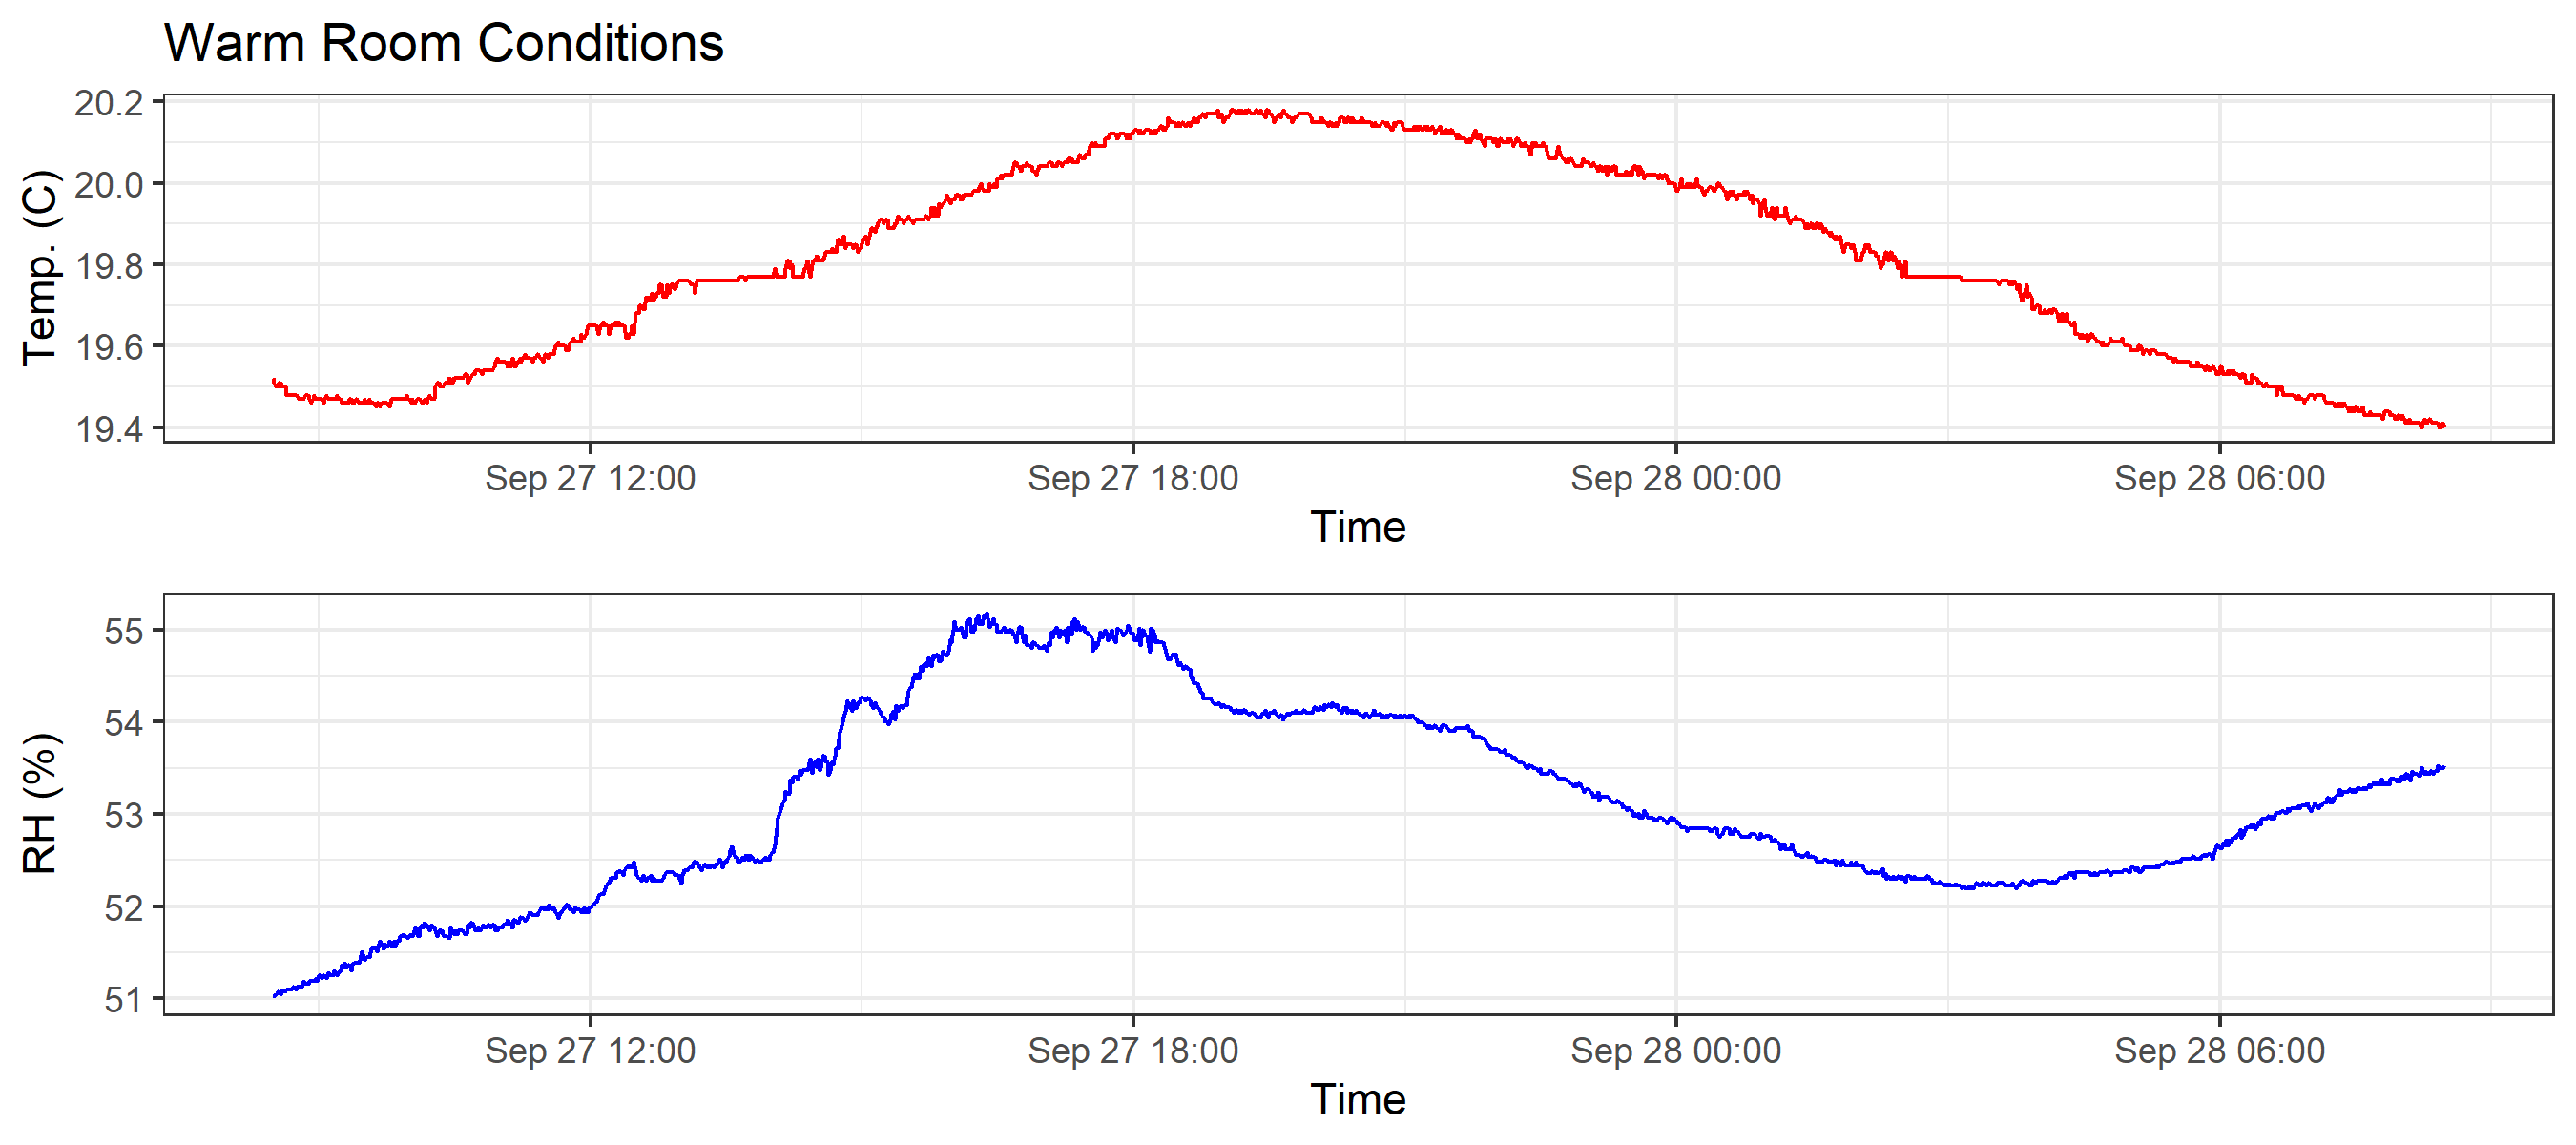 Warm Room Conditions
20.2
20.0
19.8
19.6
19.4
Temp. (C)
Sep 27 12:00 Sep 27 18:00 Sep 28 00:00 Sep 28 06:00
Time
55
54
53
52
51
RH (%)
Sep 27 12:00 Sep 27 18:00 Sep 28 00:00 Sep 28 06:00
Time